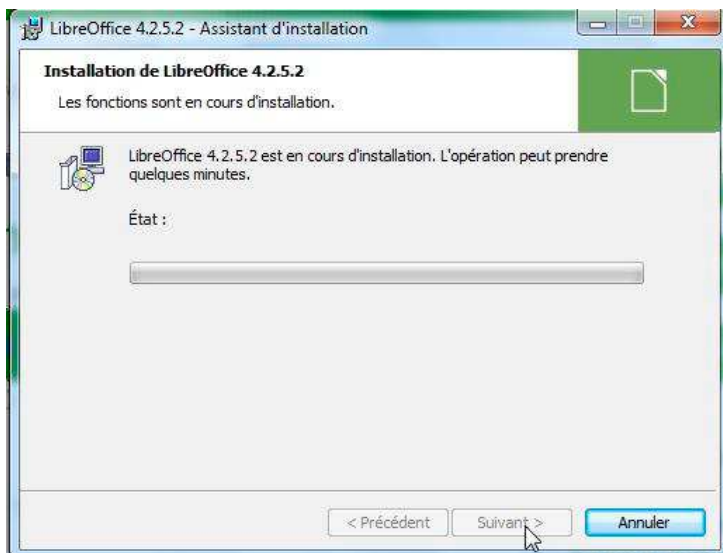 LibreOffice 4.2.5.2 - Assistant d'installation
Installation de LibreOffice 4.2.5.2
Les fonctions sont en cours d'installation.
LibreOffice 4.2.5.2 est en cours d'installation. L'opération peut prendre
quelques minutes.
État :
< Précédent Suivant > Annuler